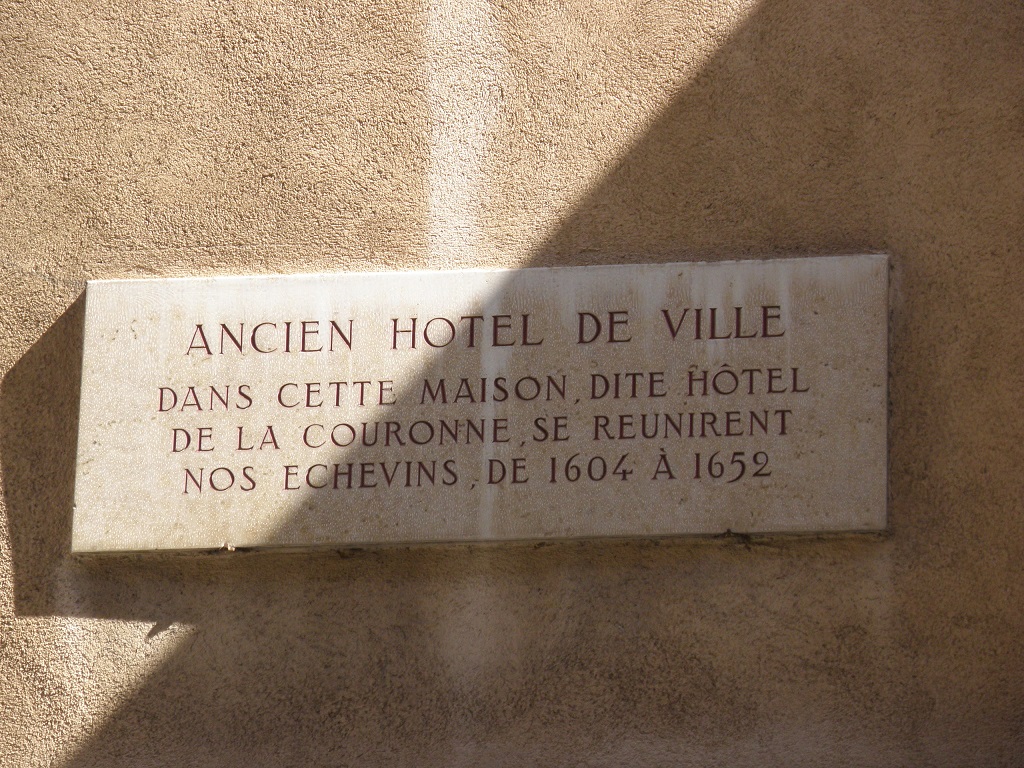 ANCIEN HOTEL DE VILLE
DANS CETTE MAISON, DITE HÔTEL
DE LA COURONNE, SE REUNIRENT
NOS ECHEVINS, DE 1604 À 1652